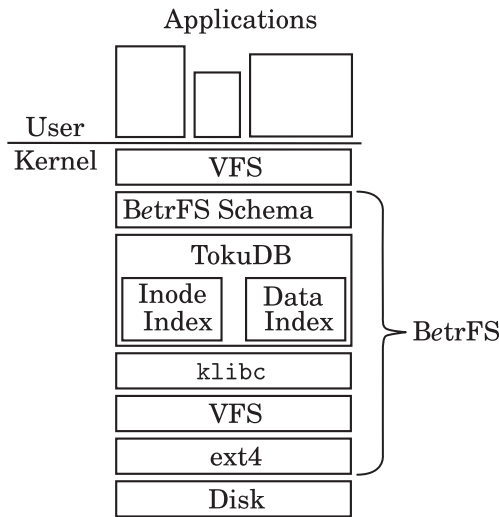 Applications
User
Kernel
VFS
BetrFS Schema
TokuDB
Inode
Index
Data
Index
BetrFS
klibc
VFS
ext4
Disk